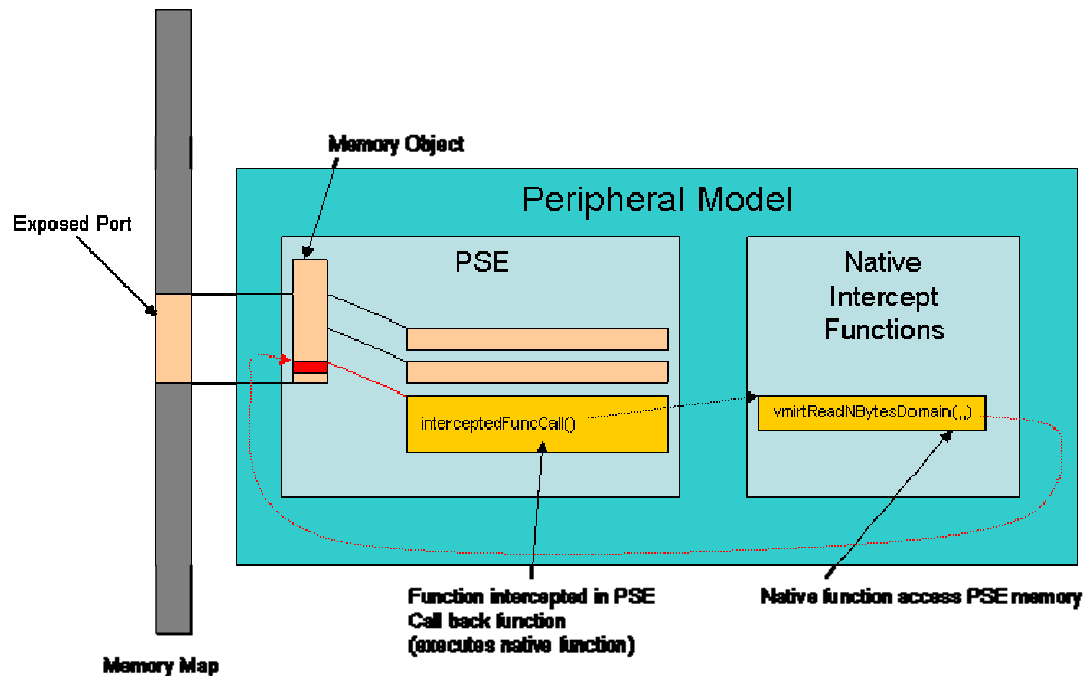 Memory Object
Peripheral Model
Exposed Port
PSE
Native
Intercept
Functions
interceptedFuncCall()
vmirtReadNBytesDomain(,,,)
Function intercepted in PSE
Call back function
(executes native function)
Native function access PSE memory
Memory Map